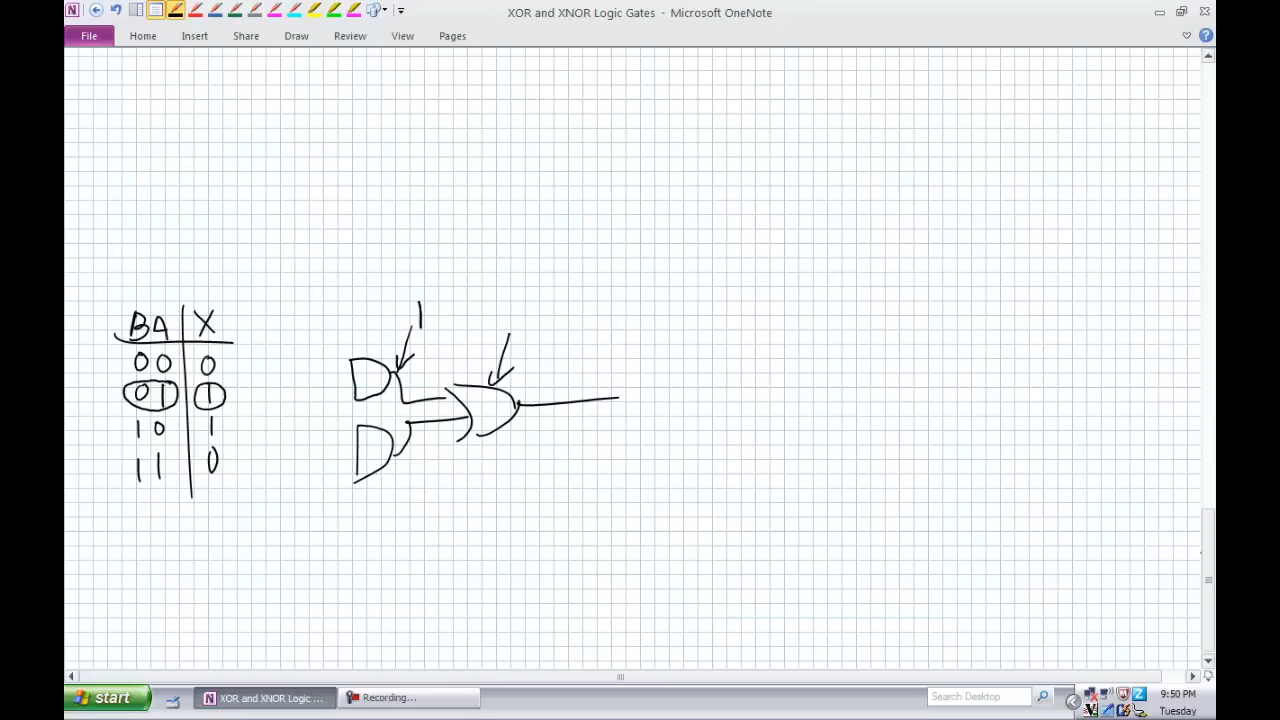 XOR and XNOR Logic Gates - Microsoft OneNote
File Home Insert Share Draw Review View Pages
BA X
00 0
01 1
10 1
11 0
1
start
XOR and XNOR Logic ...
Recording...
Search Desktop
9:50 PM
Tuesday